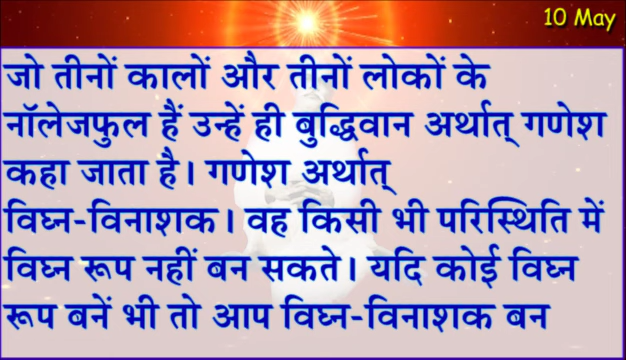 10 May
जो तीनों कालों और तीनों लोकों के
नॉलेजफुल हैं उन्हें ही बुद्धिवान अर्थात् गणेश
कहा जाता है। गणेश अर्थात्
विघ्न-विनाशक। वह किसी भी परिस्थिति में
विघ्न रूप नहीं बन सकते। यदि कोई विघ्न
रूप बनें भी तो आप विघ्न-विनाशक बन